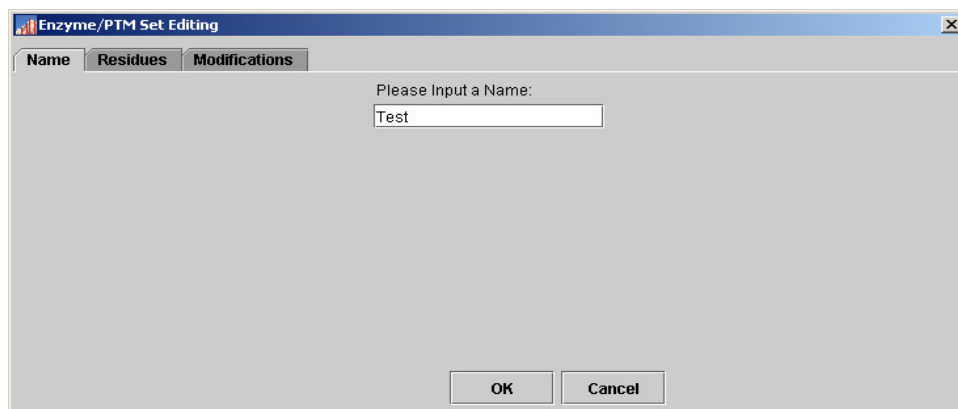 Enzyme/PTM Set Editing
Name Residues Modifications
Please Input a Name:
Test
OK Cancel